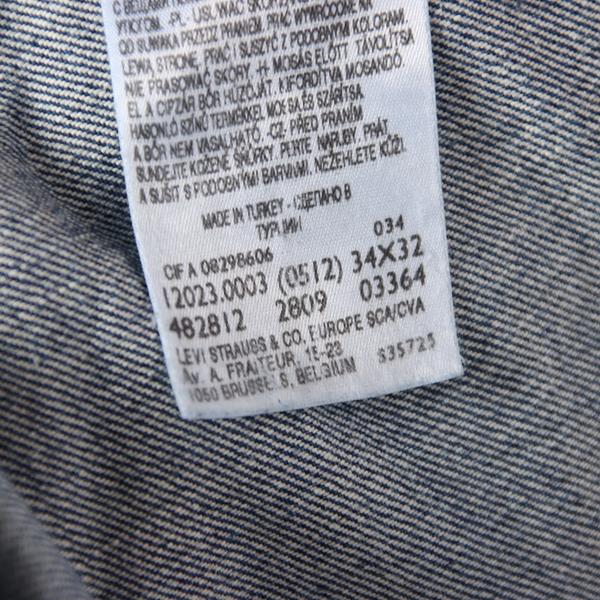 -PL- USUWAĆ
OD SUWAKA PRZED PRANIEM, PRAĆ WYWRÓCONE NA
LEWĄ STRONĘ, PRAĆ I SUSZYĆ Z PODOBNYMI KOLORAMI,
NIE PRASOWAĆ SKÓRY, H, MOSÁS ELŐTT TÁVOLÍTSA
EL A CIPZÁR BŐR HÚZÓJÁT, KIFORDÍTVA MOSANDÓ,
HASONLÓ SZÍNŰ TERMÉKKEL MOSSA ÉS SZÁRÍTSA
A BŐR NEM VASALHATÓ, -CZ- PŘED PRANÍM
SUNDEJTE KOŽENÉ ŠŇŮRKY, PERTE NARUBY, PRÁT
A SUŠIT S PODOBNÝMI BARVAMI, NEŽEHLETE KŮŽI.
MADE IN TURKEY - СДЕЛАНО В
ТУРЦИИ
034
CIF A 08298606
12023.0003 (0512) 34X32
482812 2809 03364
LEVI STRAUSS & CO. EUROPE SCA/CVA
Av. A. FRAITEUR, 15-23 S35725
1050 BRUSSELS, BELGIUM